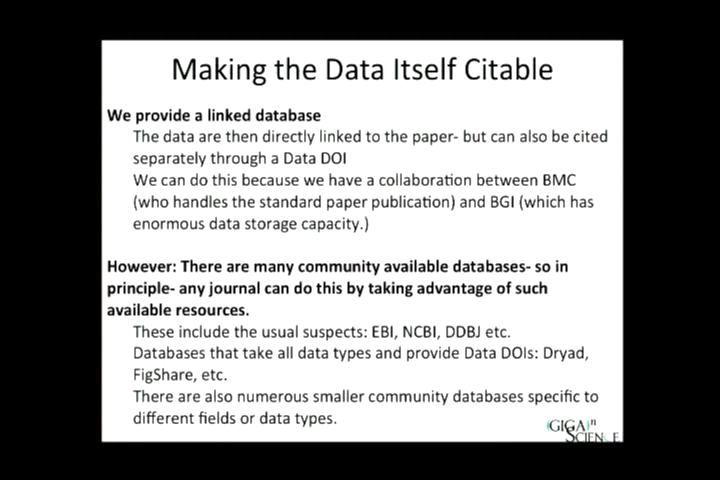 Making the Data Itself Citable
We provide a linked database
The data are then directly linked to the paper- but can also be cited
separately through a Data DOI
We can do this because we have a collaboration between BMC
(who handles the standard paper publication) and BGI (which has
enormous data storage capacity.)
However: There are many community available databases- so in
principle- any journal can do this by taking advantage of such
available resources.
These include the usual suspects: EBI, NCBI, DDBJ etc.
Databases that take all data types and provide Data DOIs: Dryad,
FigShare, etc.
There are also numerous smaller community databases specific to
different fields or data types.
(GIGA)n
SCIENCE